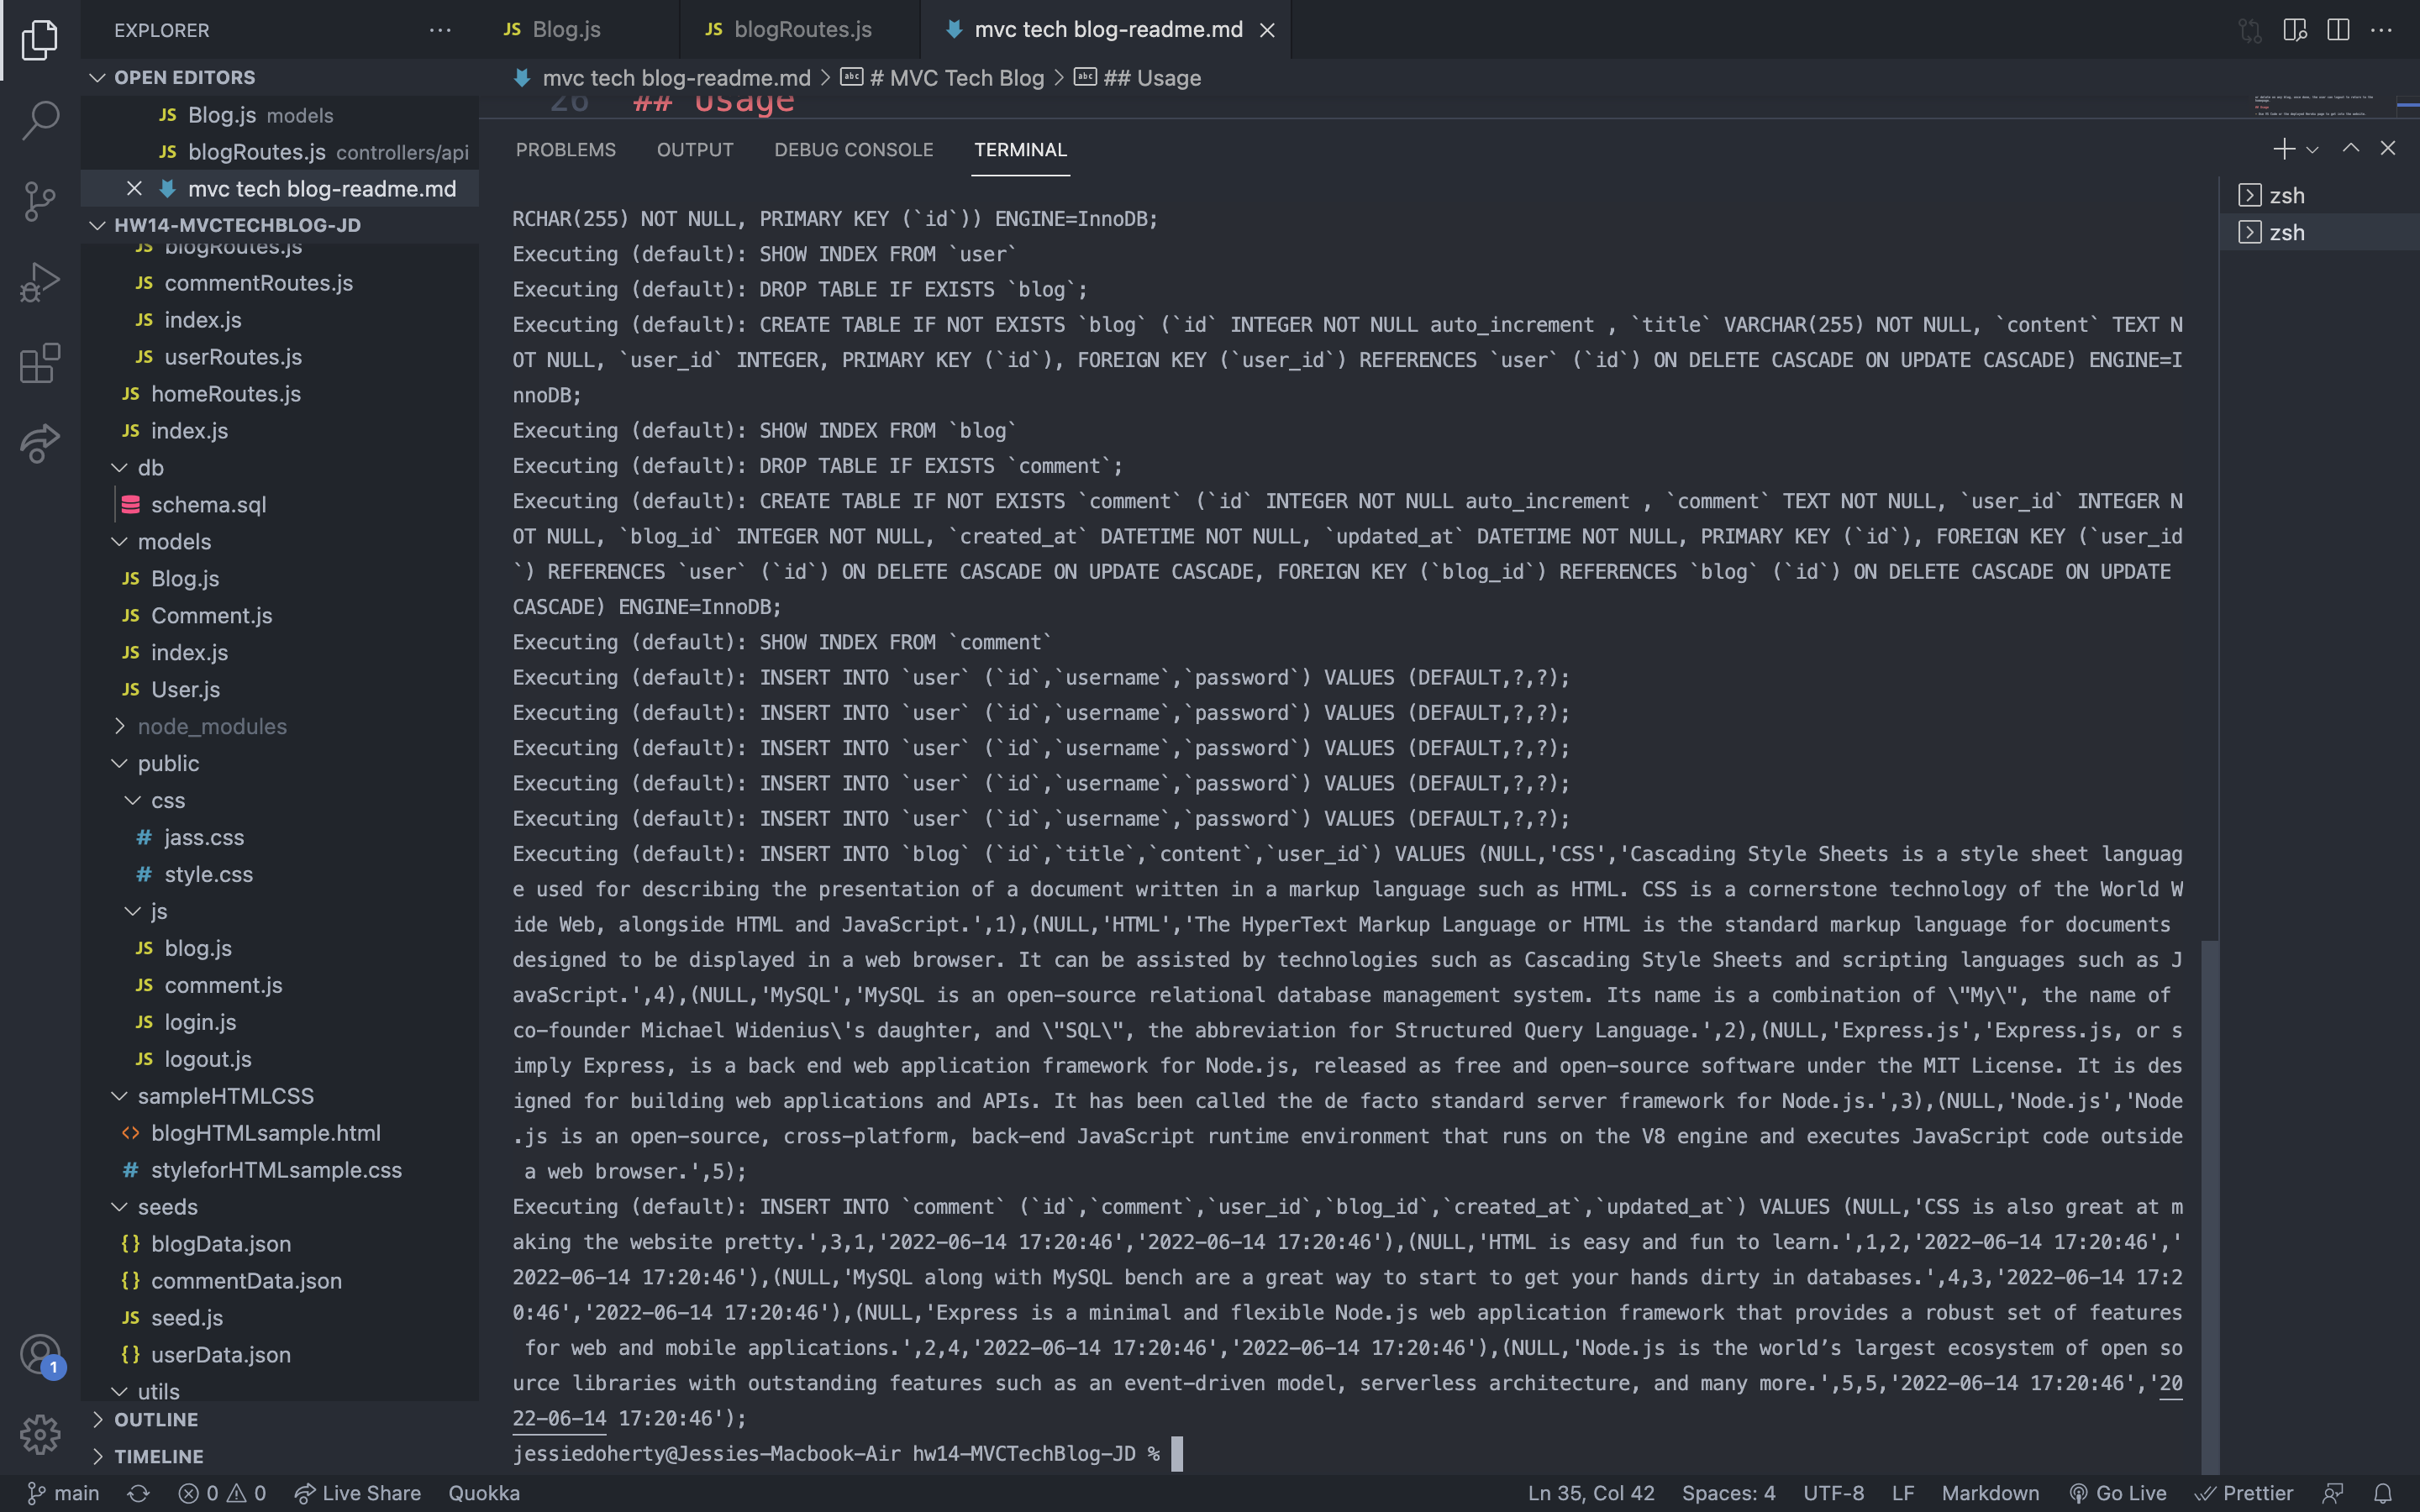 EXPLORER
Blog.js
blogRoutes.js
mvc tech blog-readme.md
OPEN EDITORS
Blog.js models
blogRoutes.js controllers/api
mvc tech blog-readme.md
HW14-MVCTECHBLOG-JD
blogRoutes.js
commentRoutes.js
index.js
userRoutes.js
homeRoutes.js
index.js
db
schema.sql
models
Blog.js
Comment.js
index.js
User.js
node_modules
public
css
jass.css
style.css
js
blog.js
comment.js
login.js
logout.js
sampleHTMLCSS
blogHTMLsample.html
styleforHTMLsample.css
seeds
blogData.json
commentData.json
seed.js
userData.json
utils
OUTLINE
TIMELINE
mvc tech blog-readme.md > # MVC Tech Blog > ## Usage
26 ## Usage
PROBLEMS OUTPUT DEBUG CONSOLE TERMINAL
zsh
zsh
RCHAR(255) NOT NULL, PRIMARY KEY (`id`)) ENGINE=InnoDB;
Executing (default): SHOW INDEX FROM `user`
Executing (default): DROP TABLE IF EXISTS `blog`;
Executing (default): CREATE TABLE IF NOT EXISTS `blog` (`id` INTEGER NOT NULL auto_increment , `title` VARCHAR(255) NOT NULL, `content` TEXT N
OT NULL, `user_id` INTEGER, PRIMARY KEY (`id`), FOREIGN KEY (`user_id`) REFERENCES `user` (`id`) ON DELETE CASCADE ON UPDATE CASCADE) ENGINE=I
nnoDB;
Executing (default): SHOW INDEX FROM `blog`
Executing (default): DROP TABLE IF EXISTS `comment`;
Executing (default): CREATE TABLE IF NOT EXISTS `comment` (`id` INTEGER NOT NULL auto_increment , `comment` TEXT NOT NULL, `user_id` INTEGER N
OT NULL, `blog_id` INTEGER NOT NULL, `created_at` DATETIME NOT NULL, `updated_at` DATETIME NOT NULL, PRIMARY KEY (`id`), FOREIGN KEY (`user_id
`) REFERENCES `user` (`id`) ON DELETE CASCADE ON UPDATE CASCADE, FOREIGN KEY (`blog_id`) REFERENCES `blog` (`id`) ON DELETE CASCADE ON UPDATE
CASCADE) ENGINE=InnoDB;
Executing (default): SHOW INDEX FROM `comment`
Executing (default): INSERT INTO `user` (`id`,`username`,`password`) VALUES (DEFAULT,?,?);
Executing (default): INSERT INTO `user` (`id`,`username`,`password`) VALUES (DEFAULT,?,?);
Executing (default): INSERT INTO `user` (`id`,`username`,`password`) VALUES (DEFAULT,?,?);
Executing (default): INSERT INTO `user` (`id`,`username`,`password`) VALUES (DEFAULT,?,?);
Executing (default): INSERT INTO `user` (`id`,`username`,`password`) VALUES (DEFAULT,?,?);
Executing (default): INSERT INTO `blog` (`id`,`title`,`content`,`user_id`) VALUES (NULL,'CSS','Cascading Style Sheets is a style sheet languag
e used for describing the presentation of a document written in a markup language such as HTML. CSS is a cornerstone technology of the World W
ide Web, alongside HTML and JavaScript.',1),(NULL,'HTML','The HyperText Markup Language or HTML is the standard markup language for documents
designed to be displayed in a web browser. It can be assisted by technologies such as Cascading Style Sheets and scripting languages such as J
avaScript.',4),(NULL,'MySQL','MySQL is an open-source relational database management system. Its name is a combination of \"My\", the name of
co-founder Michael Widenius\'s daughter, and \"SQL\", the abbreviation for Structured Query Language.',2),(NULL,'Express.js','Express.js, or s
imply Express, is a back end web application framework for Node.js, released as free and open-source software under the MIT License. It is des
igned for building web applications and APIs. It has been called the de facto standard server framework for Node.js.',3),(NULL,'Node.js','Node
.js is an open-source, cross-platform, back-end JavaScript runtime environment that runs on the V8 engine and executes JavaScript code outside
a web browser.',5);
Executing (default): INSERT INTO `comment` (`id`,`comment`,`user_id`,`blog_id`,`created_at`,`updated_at`) VALUES (NULL,'CSS is also great at m
aking the website pretty.',3,1,'2022-06-14 17:20:46','2022-06-14 17:20:46'),(NULL,'HTML is easy and fun to learn.',1,2,'2022-06-14 17:20:46','
2022-06-14 17:20:46'),(NULL,'MySQL along with MySQL bench are a great way to start to get your hands dirty in databases.',4,3,'2022-06-14 17:2
0:46','2022-06-14 17:20:46'),(NULL,'Express is a minimal and flexible Node.js web application framework that provides a robust set of features
for web and mobile applications.',2,4,'2022-06-14 17:20:46','2022-06-14 17:20:46'),(NULL,'Node.js is the world’s largest ecosystem of open so
urce libraries with outstanding features such as an event-driven model, serverless architecture, and many more.',5,5,'2022-06-14 17:20:46','20
22-06-14 17:20:46');
jessiedoherty@Jessies-Macbook-Air hw14-MVCTechBlog-JD %
1
main 0 0 Live Share Quokka Ln 35, Col 42 Spaces: 4 UTF-8 LF Markdown Go Live Prettier